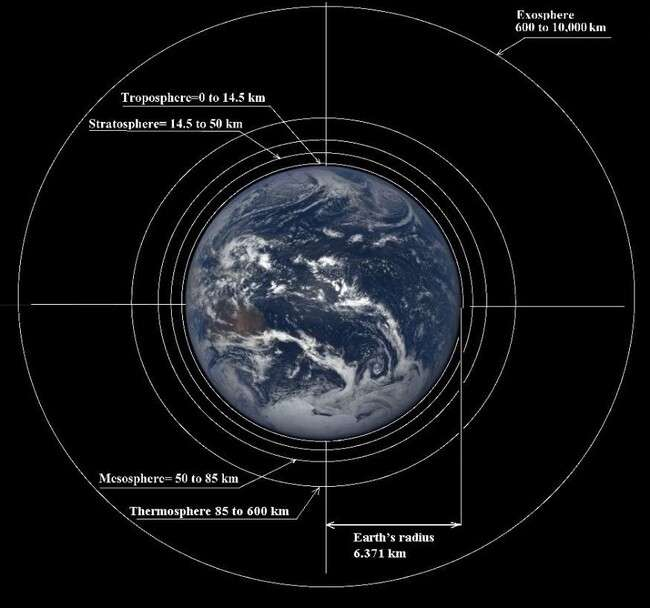 Exosphere
600 to 10,000 km
Troposphere=0 to 14.5 km
Stratosphere= 14.5 to 50 km
Mesosphere= 50 to 85 km
Thermosphere 85 to 600 km
Earth's radius
6.371 km